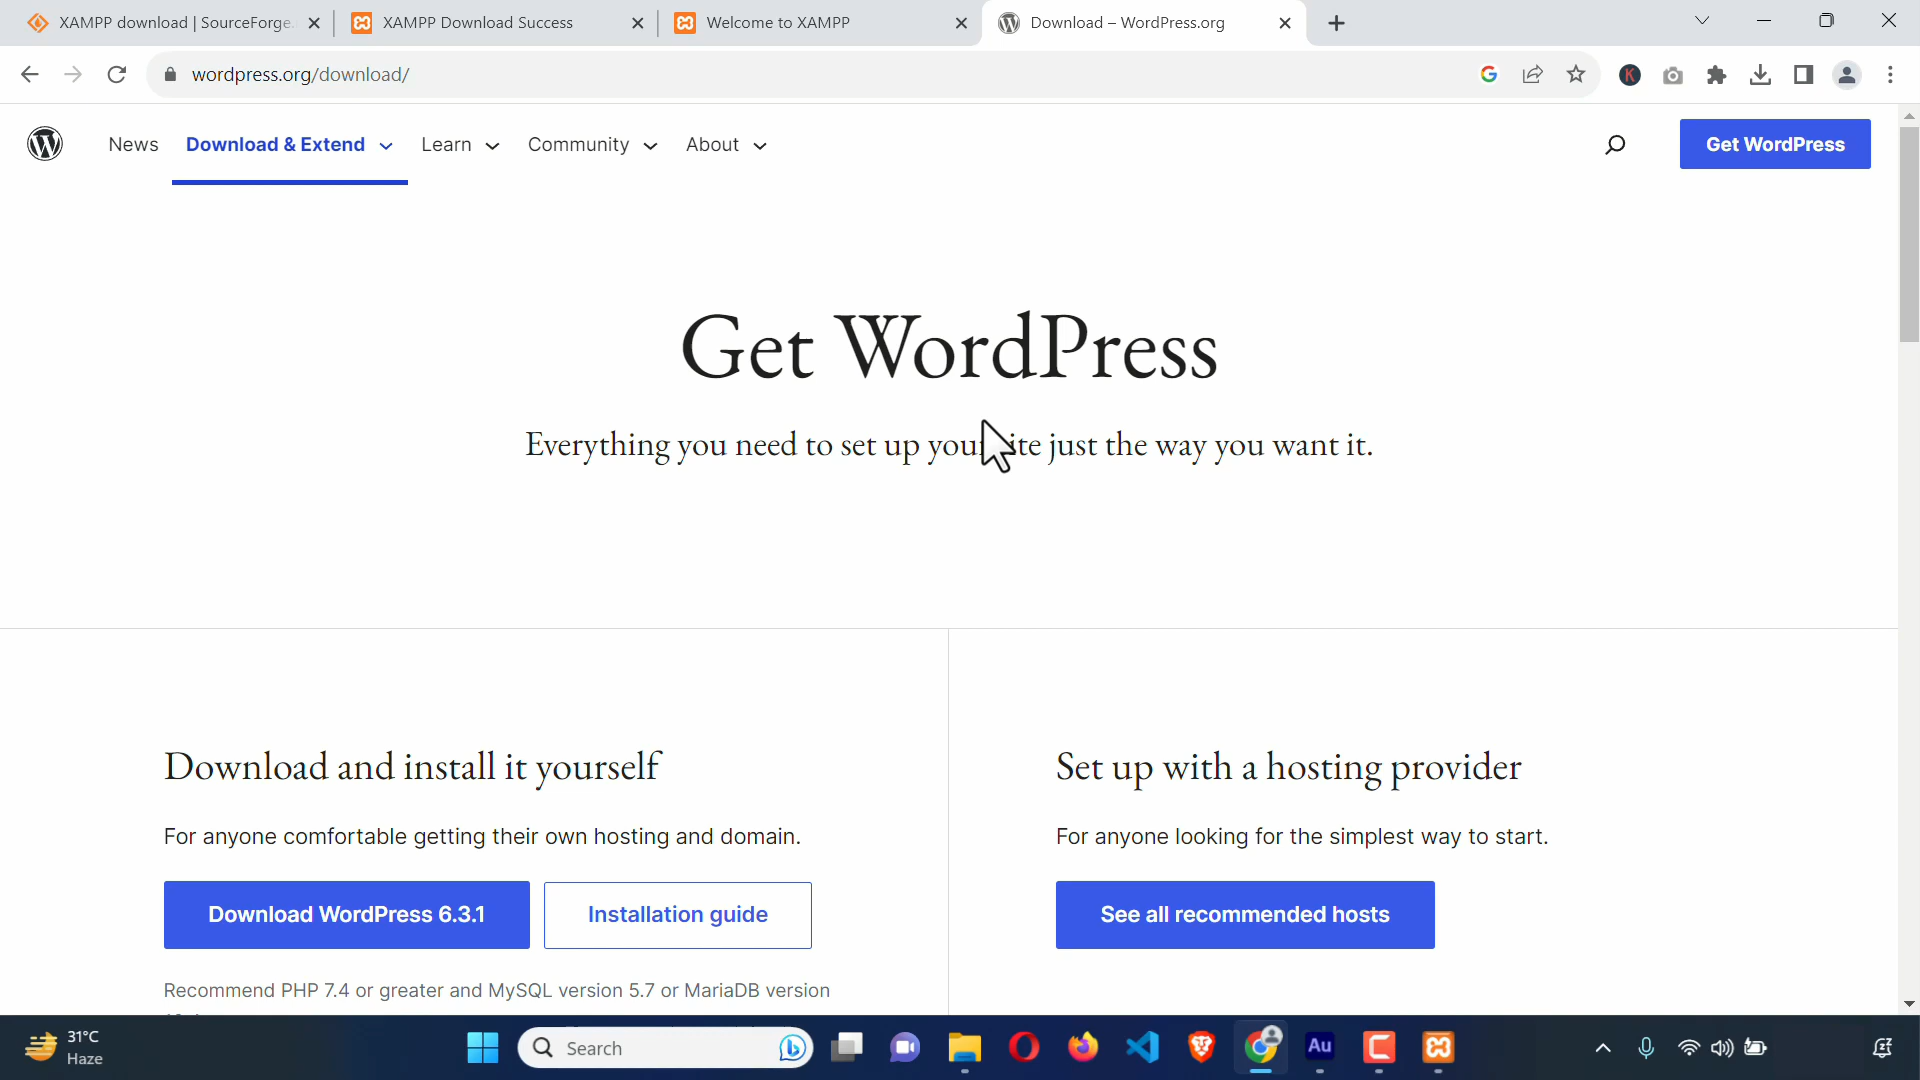 XAMPP download | SourceForge.
XAMPP Download Success
Welcome to XAMPP
Download – WordPress.org
wordpress.org/download/
News
Download & Extend
Learn
Community
About
Get WordPress
Get WordPress
Everything you need to set up your site just the way you want it.
Download and install it yourself
For anyone comfortable getting their own hosting and domain.
Download WordPress 6.3.1
Installation guide
Recommend PHP 7.4 or greater and MySQL version 5.7 or MariaDB version
Set up with a hosting provider
For anyone looking for the simplest way to start.
See all recommended hosts
31°C
Haze
Search
Au